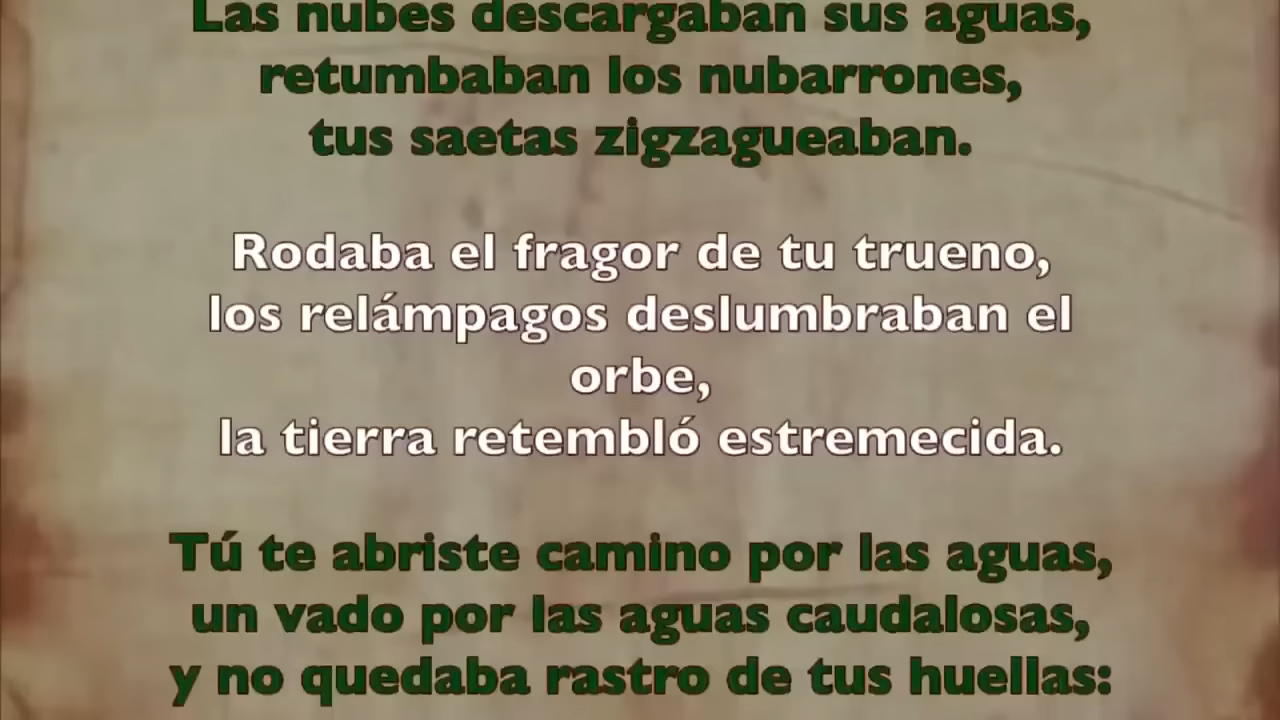 Las nubes descargaban sus aguas,
retumbaban los nubarrones,
tus saetas zigzagueaban.
Rodaba el fragor de tu trueno,
los relámpagos deslumbraban el
orbe,
la tierra retembló estremecida.
Tú te abriste camino por las aguas,
un vado por las aguas caudalosas,
y no quedaba rastro de tus huellas: